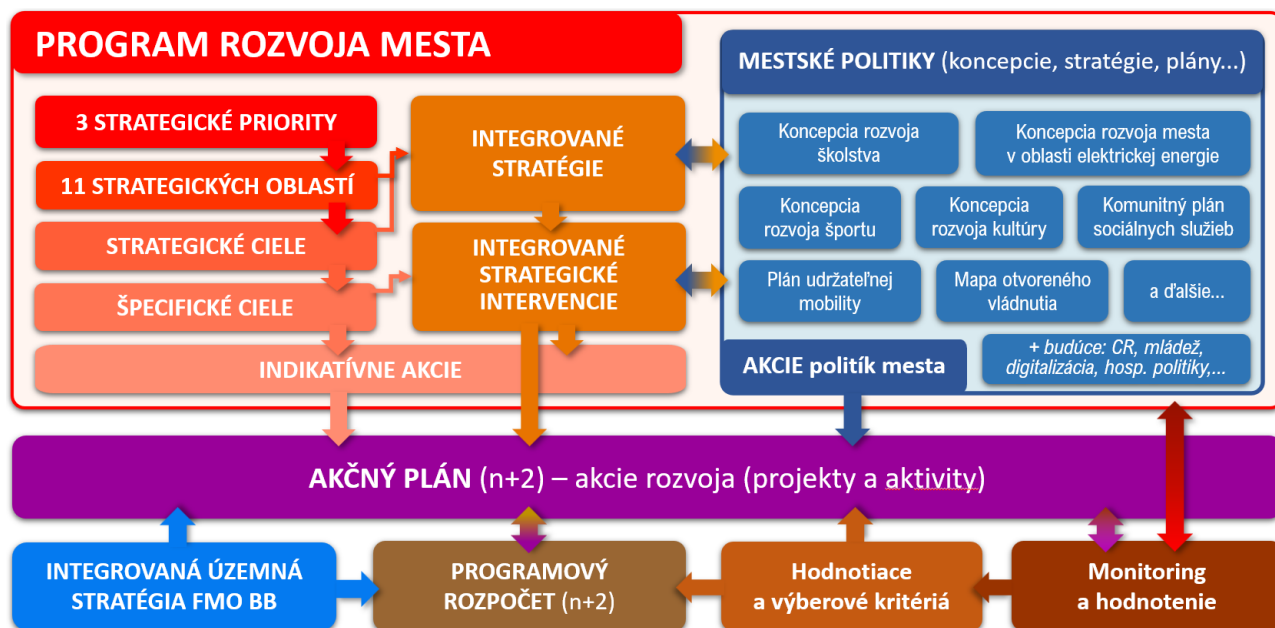 PROGRAM ROZVOJA MESTA
3 STRATEGICKÉ PRIORITY
11 STRATEGICKÝCH OBLASTÍ
STRATEGICKÉ CIELE
ŠPECIFICKÉ CIELE
INDIKATÍVNE AKCIE
INTEGROVANÉ
STRATÉGIE
INTEGROVANÉ
STRATEGICKÉ
INTERVENCIE
MESTSKÉ POLITIKY (koncepcie, stratégie, plány...)
Koncepcia rozvoja
školstva
Koncepcia rozvoja mesta
v oblasti elektrickej energie
Koncepcia
rozvoja športu
Koncepcia
rozvoja kultúry
Komunitný plán
sociálnych služieb
Plán udržateľnej
mobility
Mapa otvoreného
vládnutia
a ďalšie...
AKCIE politík mesta
+ budúce: CR, mládež,
digitalizácia, hosp. politiky,...
AKČNÝ PLÁN (n+2) – akcie rozvoja (projekty a aktivity)
INTEGROVANÁ ÚZEMNÁ
STRATÉGIA FMO BB
PROGRAMOVÝ
ROZPOČET (n+2)
Hodnotiace
a výberové kritériá
Monitoring
a hodnotenie